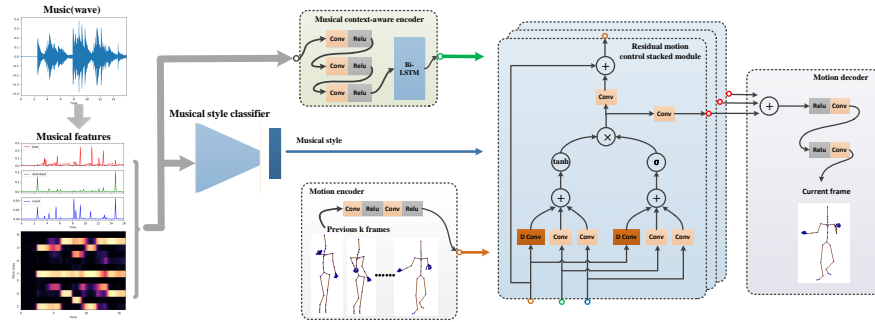 Music(wave)
Musical features
Musical context-aware encoder
Conv Relu
Conv Relu
Conv Relu
Bi-
LSTM
Musical style classifier
Musical style
Motion encoder
Conv Relu Conv Relu
Previous k frames
Residual motion
control stacked module
+
Conv
Conv
×
tanh
σ
+ +
D Conv Conv Conv D Conv Conv Conv
Motion decoder
+
Relu Conv
Relu Conv
Current frame